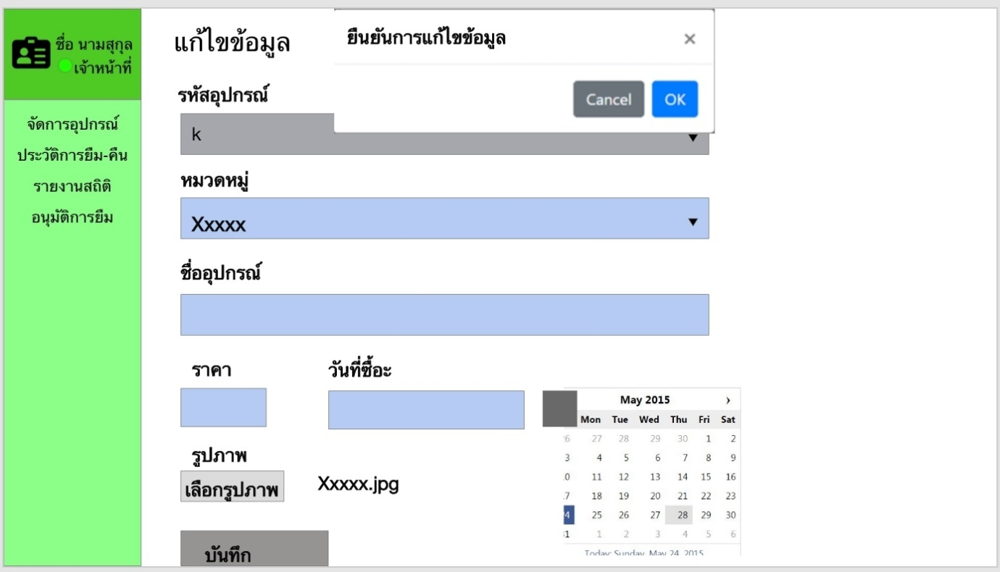 ชื่อ นามสุกุล
เจ้าหน้าที่
จัดการอุปกรณ์
ประวัติการยืม-คืน
รายงานสถิติ
อนุมัติการยืม
แก้ไขข้อมูล
ยืนยันการแก้ไขข้อมูล
×
Cancel OK
รหัสอุปกรณ์
k
หมวดหมู่
Xxxxx
ชื่ออุปกรณ์
ราคา วันที่ซื้อะ
รูปภาพ
เลือกรูปภาพ Xxxxx.jpg
บันทึก
May 2015 ›
Mon Tue Wed Thu Fri Sat
27 28 29 30 1 2
3 4 5 6 7 8 9
11 12 13 14 15 16
18 19 20 21 22 23
4 25 26 27 28 29 30
1 2 3 4 5 6
Today: Sunday, May 24, 2015